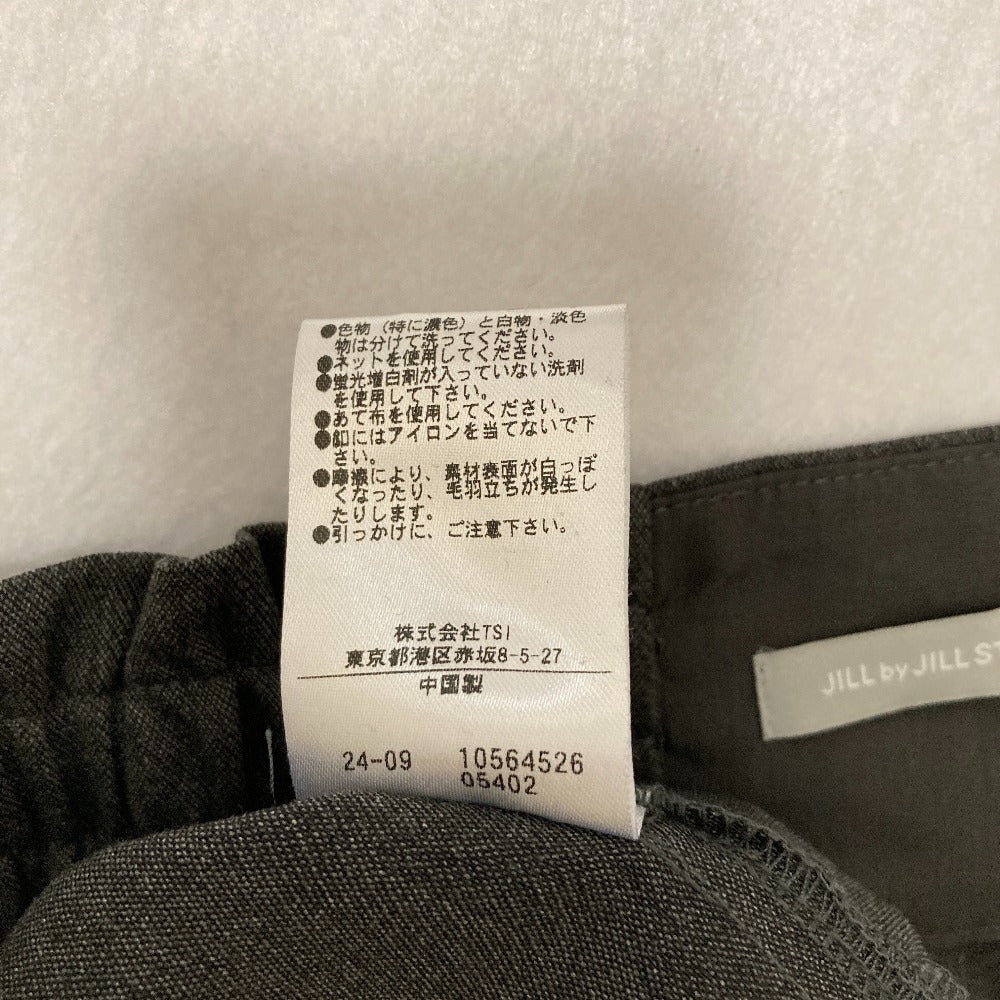 ●色物（特に濃色）と白物・淡色
物は分けて洗ってください。
●ネットを使用してください。
●蛍光増白剤が入っていない洗剤
を使用して下さい。
●あて布を使用してください。
●釦にはアイロンを当てないで下
さい。
●摩擦により、素材表面が白っぽ
くなったり、毛羽立ちが発生し
たりします。
●引っかけに、ご注意下さい。
株式会社TSI
東京都港区赤坂8-5-27
中国製
24-09 10564526
05402
JILL by JILL ST